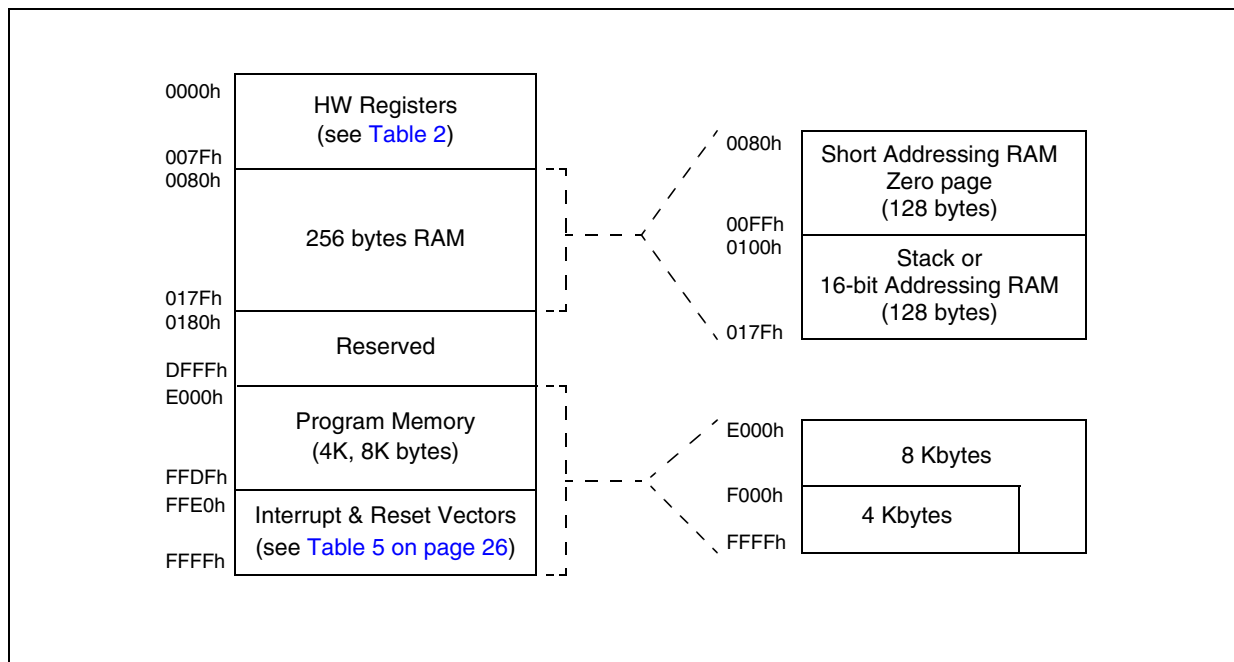 0000h
HW Registers
(see Table 2)
007Fh
0080h
256 bytes RAM
017Fh
0180h
Reserved
DFFFh
E000h
Program Memory
(4K, 8K bytes)
FFDFh
FFE0h
Interrupt & Reset Vectors
(see Table 5 on page 26)
FFFFh
0080h
Short Addressing RAM
Zero page
(128 bytes)
00FFh
0100h
Stack or
16-bit Addressing RAM
(128 bytes)
017Fh
E000h
8 Kbytes
F000h
4 Kbytes
FFFFh